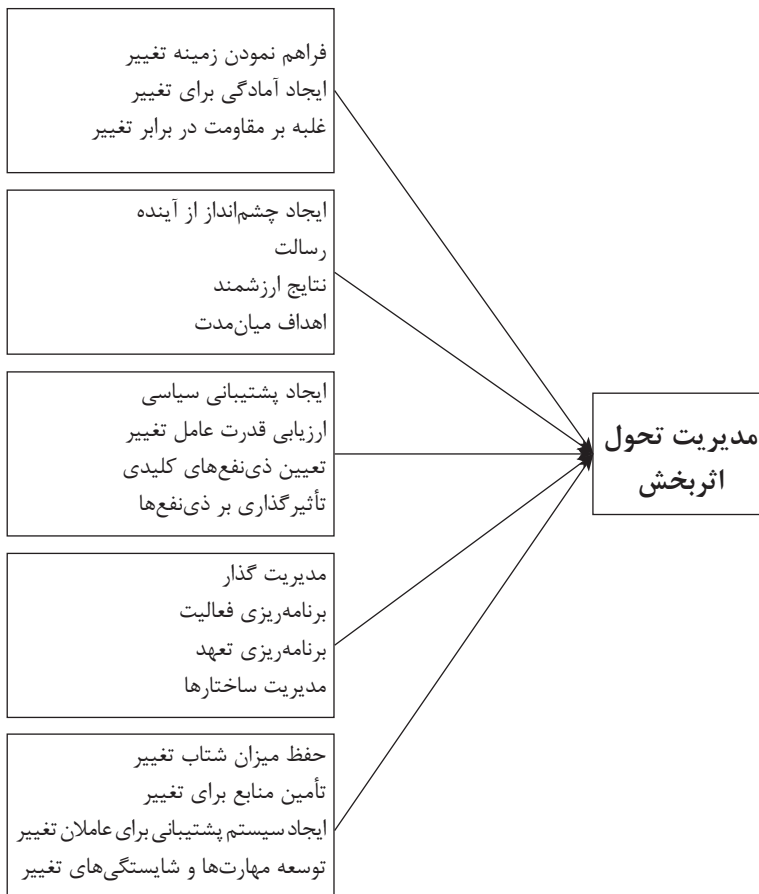 فراهم نمودن زمینه تغییر
ایجاد آمادگی برای تغییر
غلبه بر مقاومت در برابر تغییر
ایجاد چشم‌انداز از آینده
رسالت
نتایج ارزشمند
اهداف میان‌مدت
ایجاد پشتیبانی سیاسی
ارزیابی قدرت عامل تغییر
تعیین ذی‌نفع‌های کلیدی
تأثیرگذاری بر ذی‌نفع‌ها
مدیریت گذار
برنامه‌ریزی فعالیت
برنامه‌ریزی تعهد
مدیریت ساختارها
حفظ میزان شتاب تغییر
تأمین منابع برای تغییر
ایجاد سیستم پشتیبانی برای عاملان تغییر
توسعه مهارت‌ها و شایستگی‌های تغییر
مدیریت تحول
اثربخش